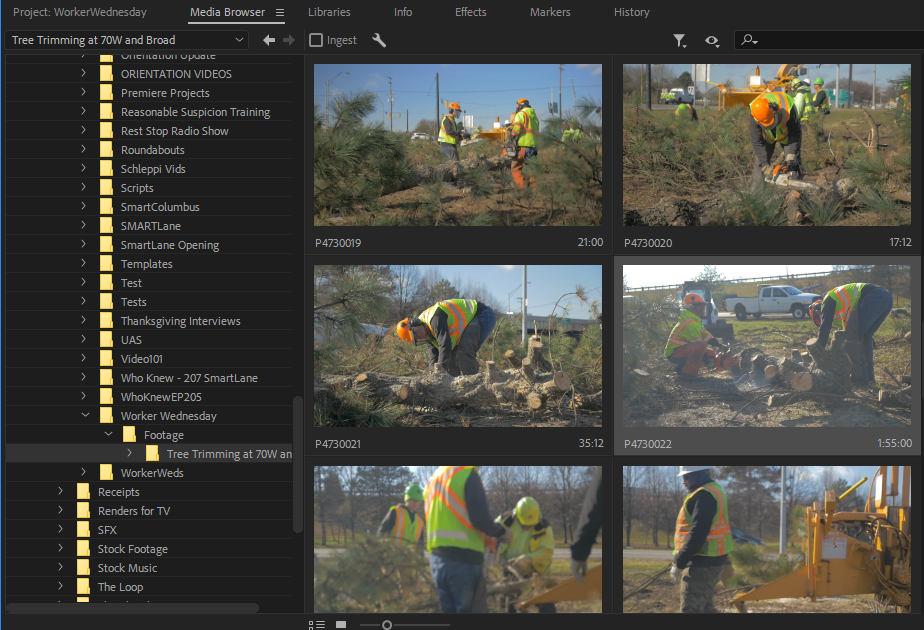 Project: WorkerWednesday
Media Browser
Libraries
Info
Effects
Markers
History
Tree Trimming at 70W and Broad
Ingest
Orientation Update
ORIENTATION VIDEOS
Premiere Projects
Reasonable Suspicion Training
Rest Stop Radio Show
Roundabouts
Schleppi Vids
Scripts
SmartColumbus
SMARTLane
SmartLane Opening
Templates
Test
Tests
Thanksgiving Interviews
UAS
Video101
Who Knew - 207 SmartLane
WhoKnewEP205
Worker Wednesday
Footage
Tree Trimming at 70W an
WorkerWeds
Receipts
Renders for TV
SFX
Stock Footage
Stock Music
The Loop
P4730019 21:00
P4730020 17:12
P4730021 35:12
P4730022 1:55:00